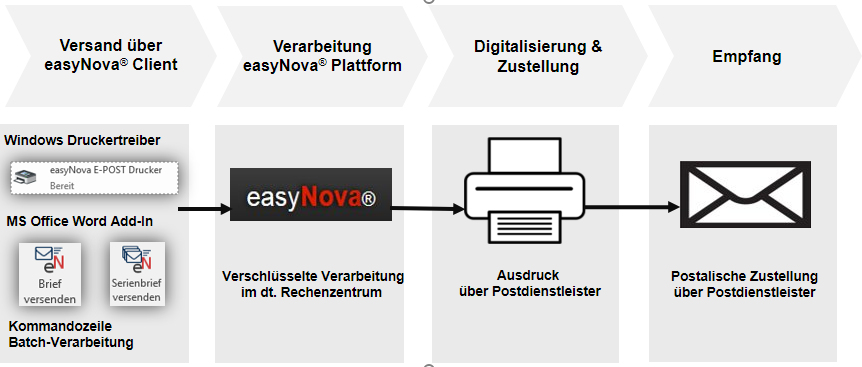 Versand über
easyNova® Client
Verarbeitung
easyNova® Plattform
Digitalisierung &
Zustellung
Empfang
Windows Druckertreiber
easyNova E-POST Drucker
Bereit
MS Office Word Add-In
eN
Brief
versenden
eN
Serienbrief
versenden
Kommandozeile
Batch-Verarbeitung
easyNova®
Verschlüsselte Verarbeitung
im dt. Rechenzentrum
Ausdruck
über Postdienstleister
Postalische Zustellung
über Postdienstleister